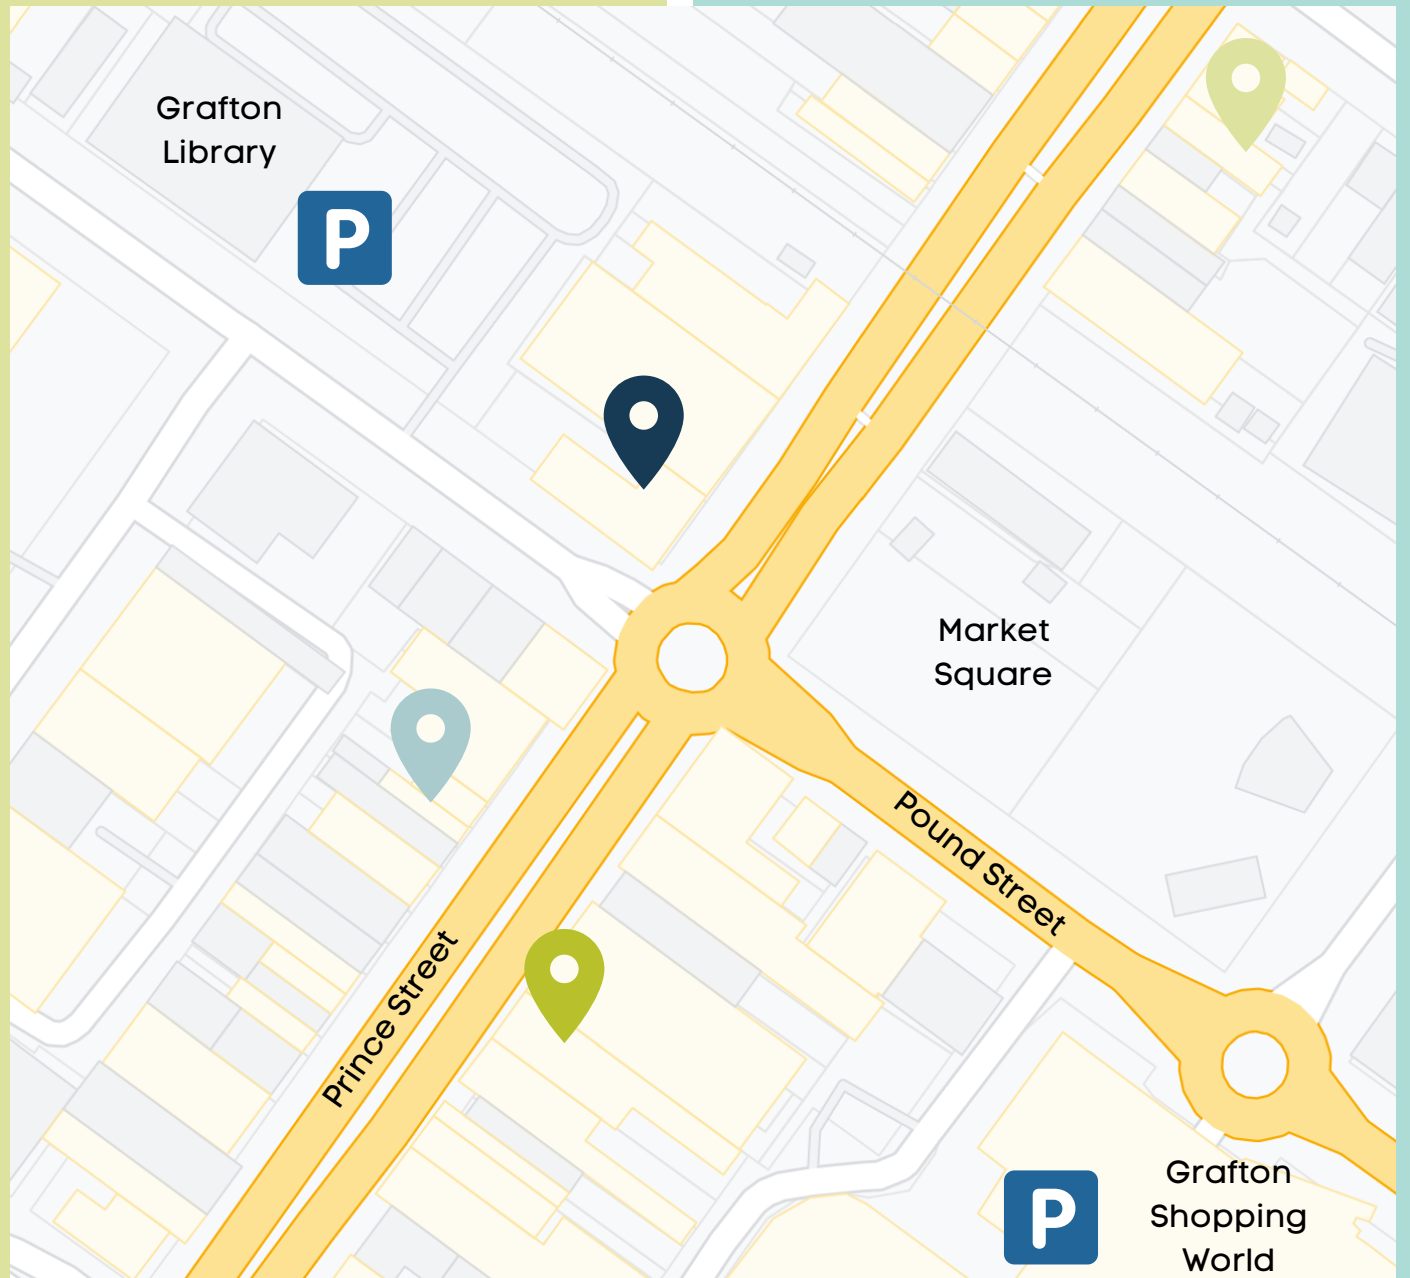 Grafton
Library
P
Market
Square
Pound Street
Prince Street
P
Grafton
Shopping
World